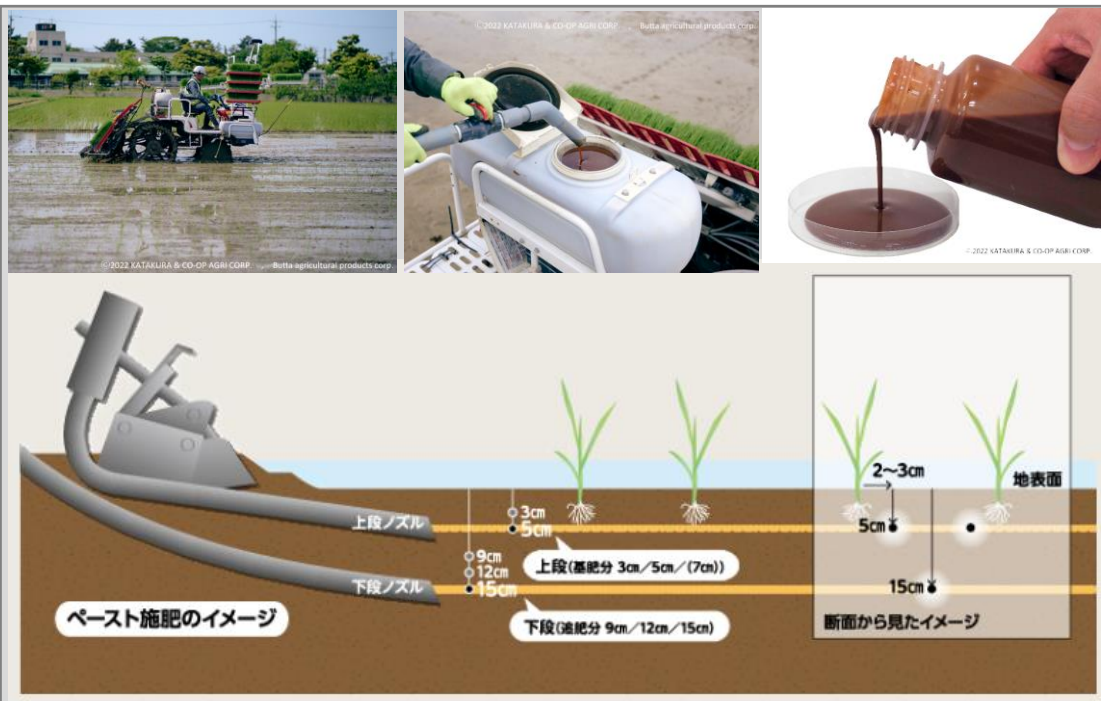 ©2022 KATAKURA & CO-OP AGRI CORP. Butta agricultural products corp.
©2022 KATAKURA & CO-OP AGRI CORP. Butta agricultural products corp.
©2022 KATAKURA & CO-OP AGRI CORP.
2〜3cm
地表面
上段ノズル
3cm
5cm
5cm
上段(基肥分 3cm/5cm/(7cm))
9cm
12cm
15cm
下段ノズル
15cm
ペースト施肥のイメージ
下段(追肥分 9cm/12cm/15cm)
断面から見たイメージ